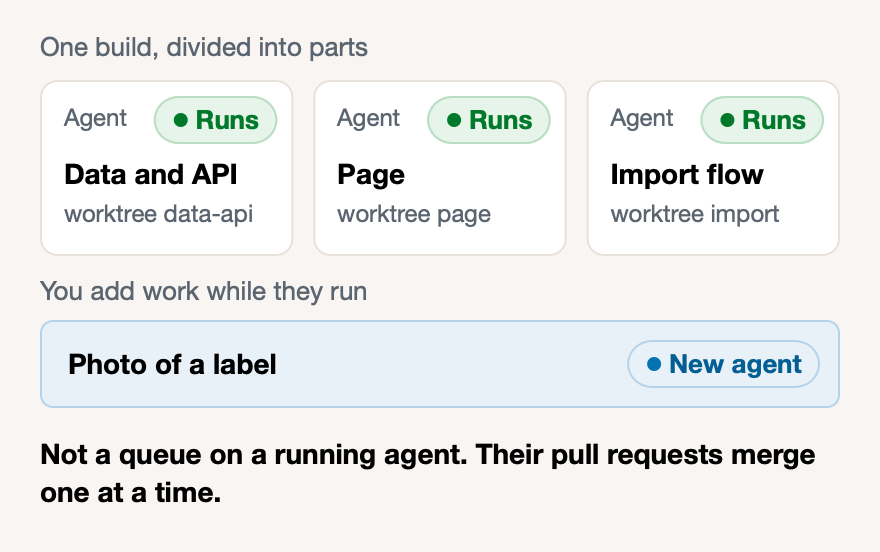 One build, divided into parts
Agent Runs
Data and API
worktree data-api
Agent Runs
Page
worktree page
Agent Runs
Import flow
worktree import
You add work while they run
Photo of a label New agent
Not a queue on a running agent. Their pull requests merge
one at a time.